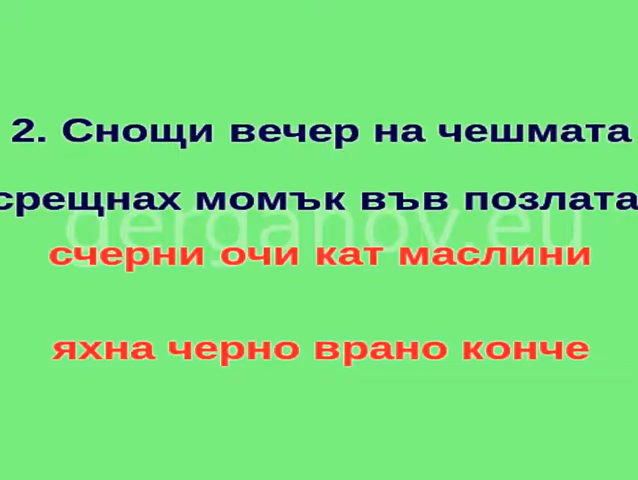 2. Снощи вечер на чешмата
срещнах момък във позлата
gerganov.eu
счерни очи кат маслини
яхна черно врано конче